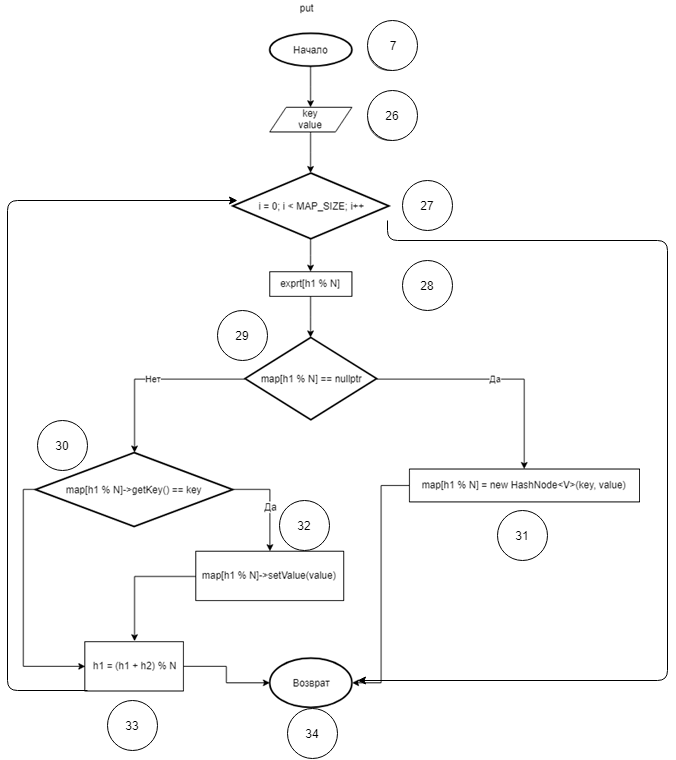 put
Начало
7
key
value
26
i = 0; i < MAP_SIZE; i++
27
exprt[h1 % N]
28
29
map[h1 % N] == nullptr
Нет
Да
30
map[h1 % N]->getKey() == key
map[h1 % N] = new HashNode<V>(key, value)
Да
32
31
map[h1 % N]->setValue(value)
h1 = (h1 + h2) % N
Возврат
33
34